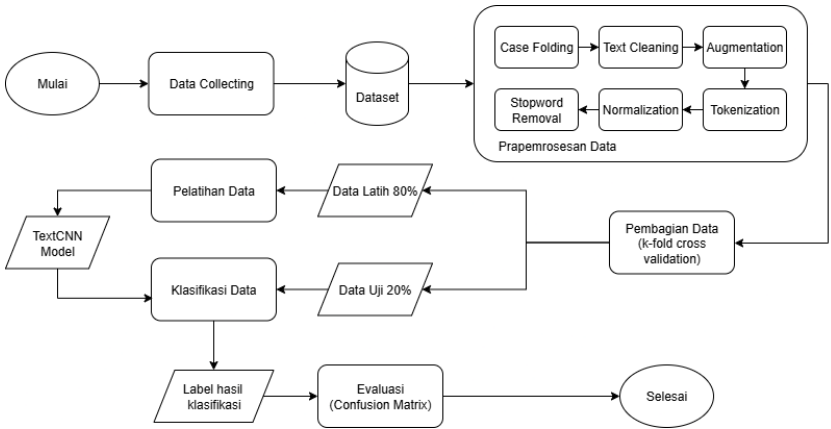 Mulai
Data Collecting
Dataset
Case Folding
Text Cleaning
Augmentation
Stopword
Removal
Normalization
Tokenization
Prapemrosesan Data
Pelatihan Data
Data Latih 80%
Pembagian Data
(k-fold cross
validation)
TextCNN
Model
Klasifikasi Data
Data Uji 20%
Label hasil
klasifikasi
Evaluasi
(Confusion Matrix)
Selesai